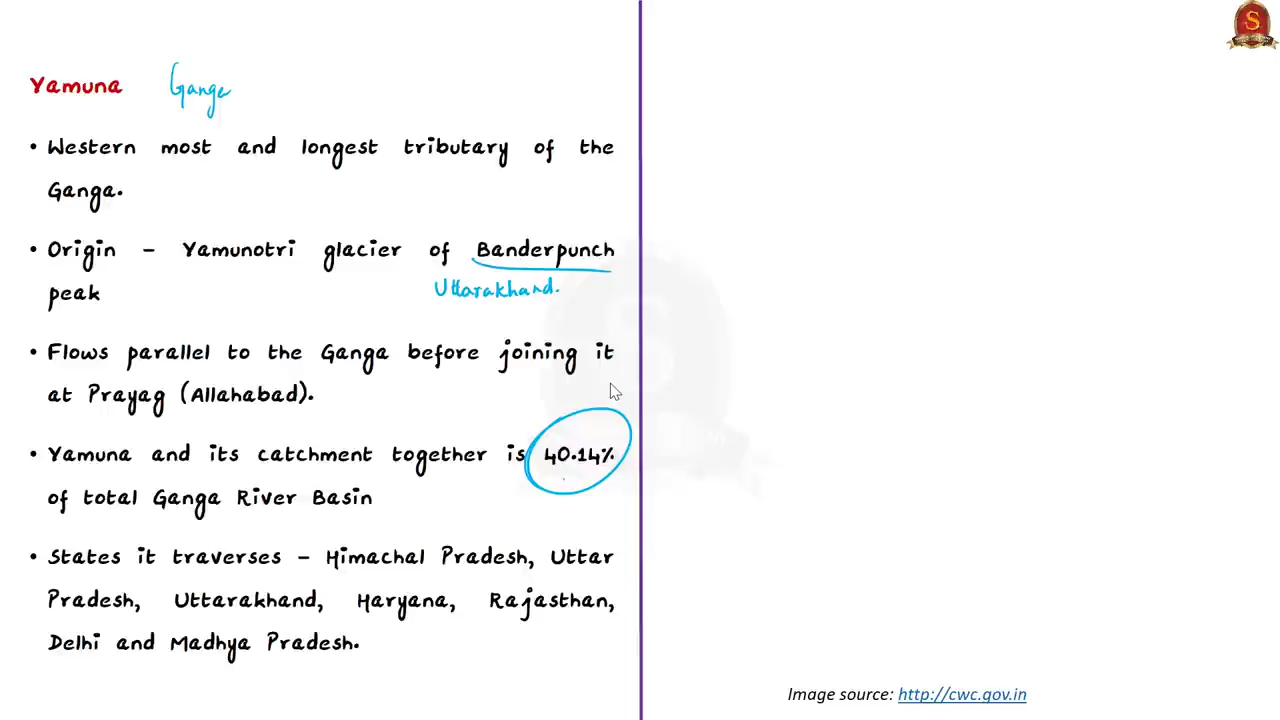 Yamuna Ganga
• Western most and longest tributary of the
Ganga.
• Origin – Yamunotri glacier of Banderpunch
peak
Uttarakhand.
• Flows parallel to the Ganga before joining it
at Prayag (Allahabad).
• Yamuna and its catchment together is 40.14%
of total Ganga River Basin
• States it traverses – Himachal Pradesh, Uttar
Pradesh, Uttarakhand, Haryana, Rajasthan,
Delhi and Madhya Pradesh.
S
Image source: http://cwc.gov.in